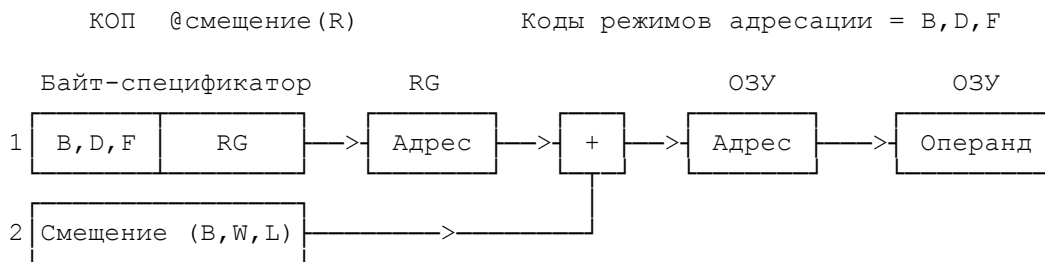 КОП @смещение(R) Коды режимов адресации = B,D,F
Байт-спецификатор RG ОЗУ ОЗУ
1 B,D,F RG Адрес + Адрес Операнд
2 Смещение (B,W,L)